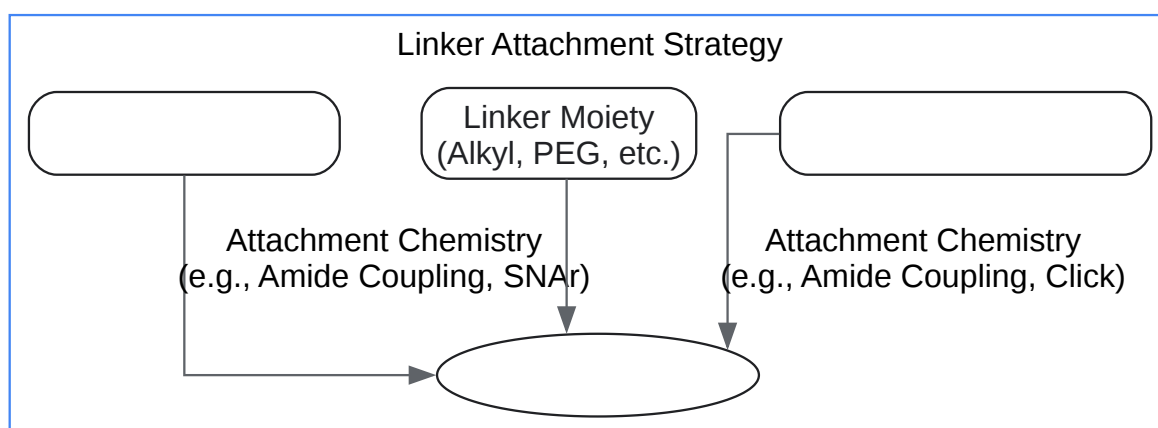 Linker Attachment Strategy
Linker Moiety
(Alkyl, PEG, etc.)
Attachment Chemistry
(e.g., Amide Coupling, SNAr)
Attachment Chemistry
(e.g., Amide Coupling, Click)